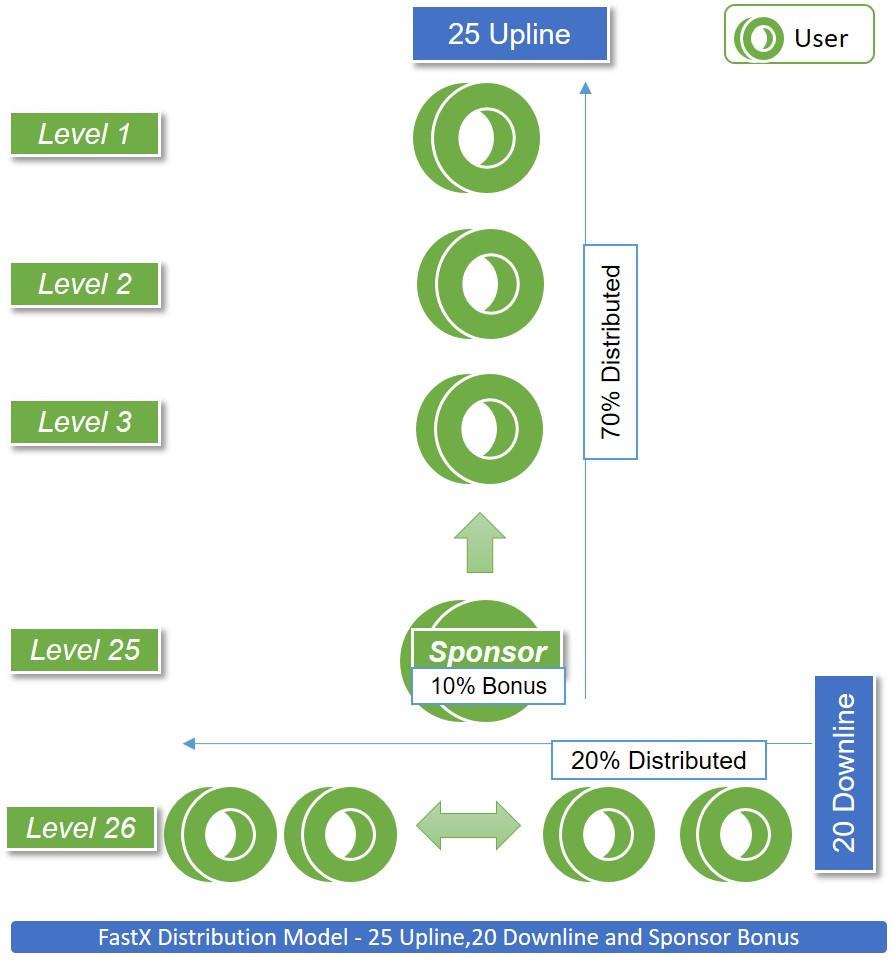 25 Upline
User
Level 1
Level 2
70% Distributed
Level 3
Level 25
Sponsor
10% Bonus
20% Distributed
20 Downline
Level 26
FastX Distribution Model - 25 Upline,20 Downline and Sponsor Bonus